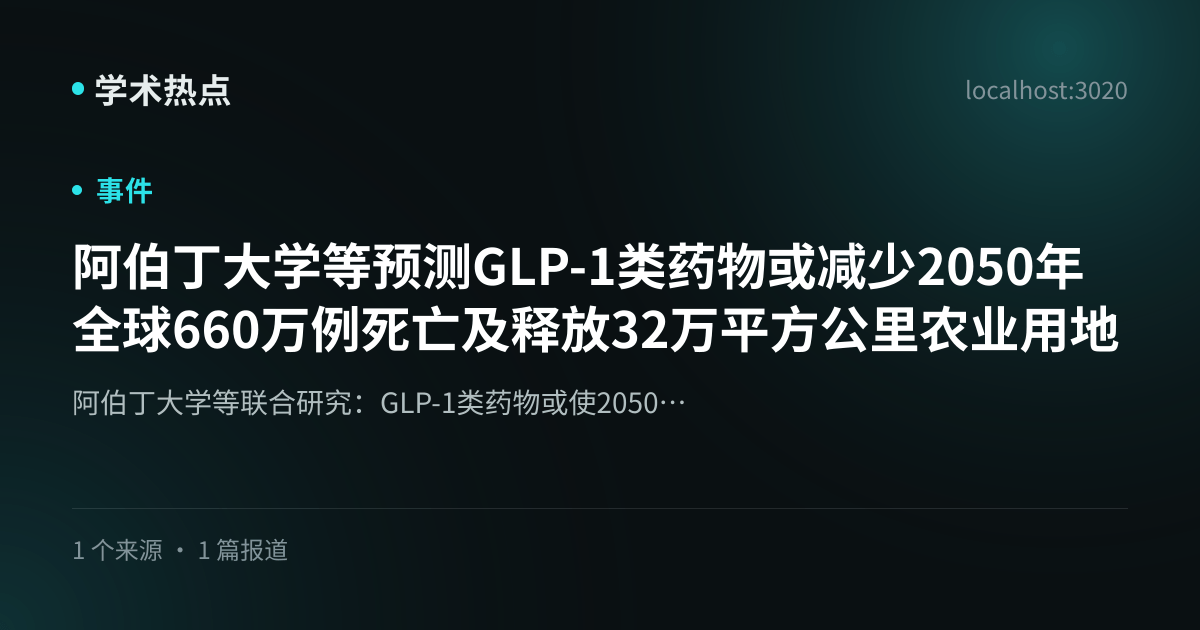 学术热点
localhost:3020
事件
阿伯丁大学等预测GLP-1类药物或减少2050年
全球660万例死亡及释放32万平方公里农业用地
阿伯丁大学等联合研究：GLP-1类药物或使2050…
1 个来源 · 1 篇报道